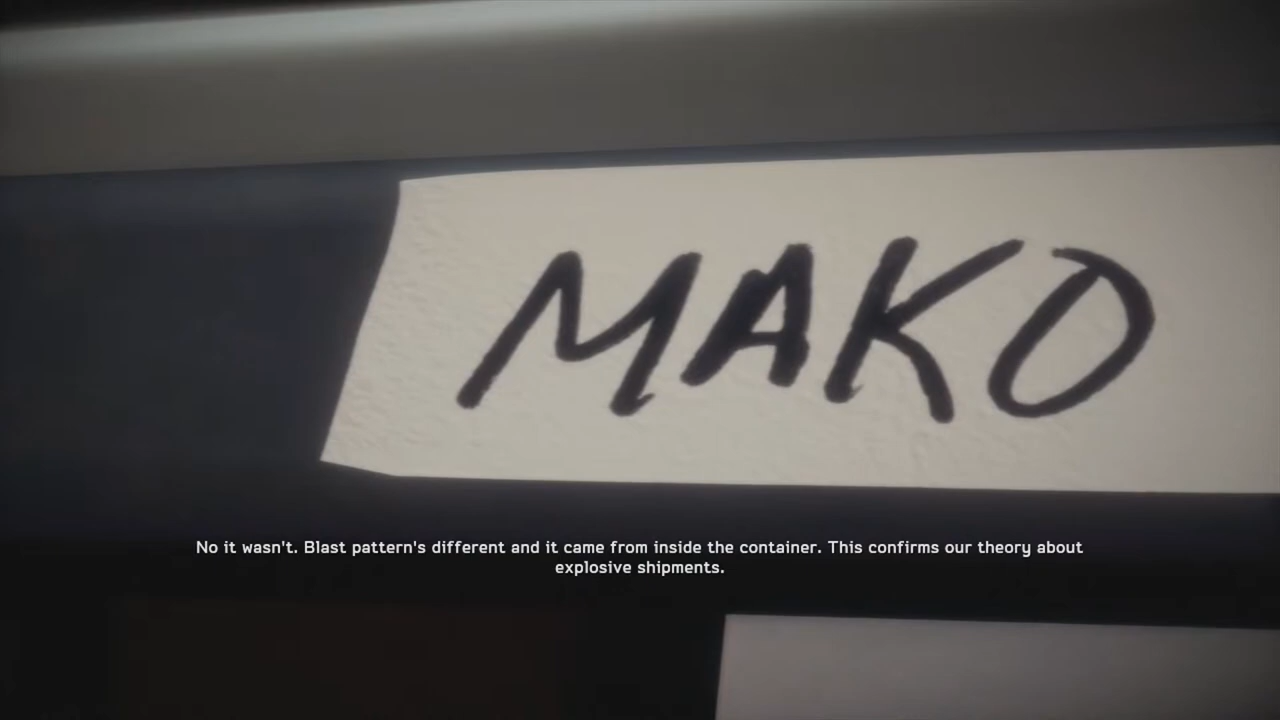 MAKO
No it wasn't. Blast pattern's different and it came from inside the container. This confirms our theory about
explosive shipments.